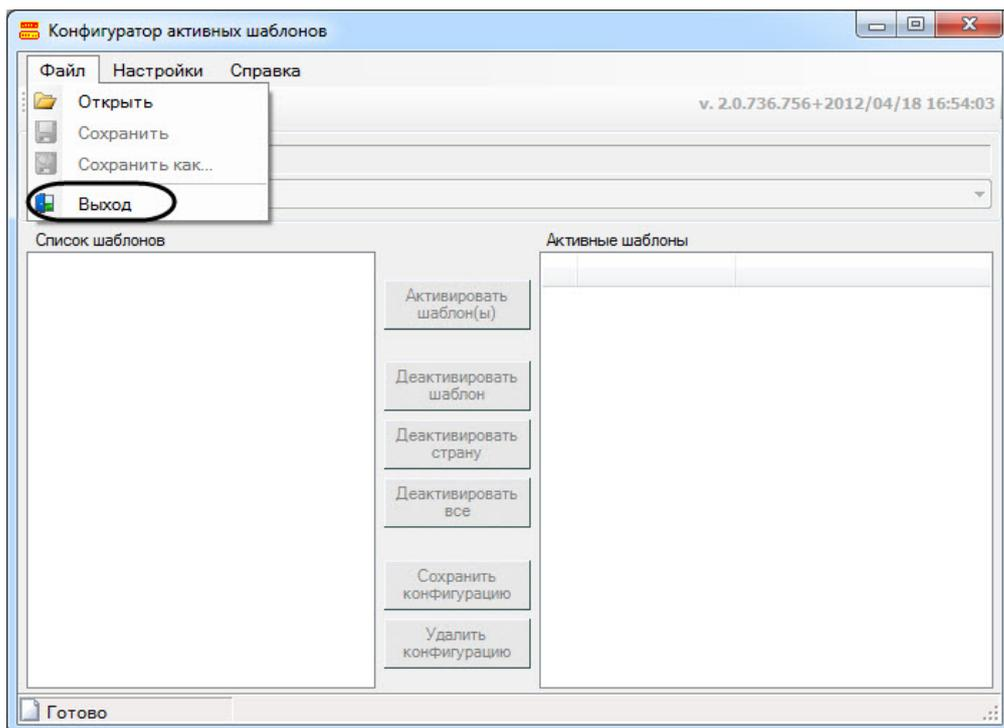 Конфигуратор активных шаблонов
Файл Настройки Справка
Открыть
v. 2.0.736.756+2012/04/18 16:54:03
Сохранить
Сохранить как...
Выход
Список шаблонов
Активные шаблоны
Активировать
шаблон(ы)
Деактивировать
шаблон
Деактивировать
страну
Деактивировать
все
Сохранить
конфигурацию
Удалить
конфигурацию
Готово